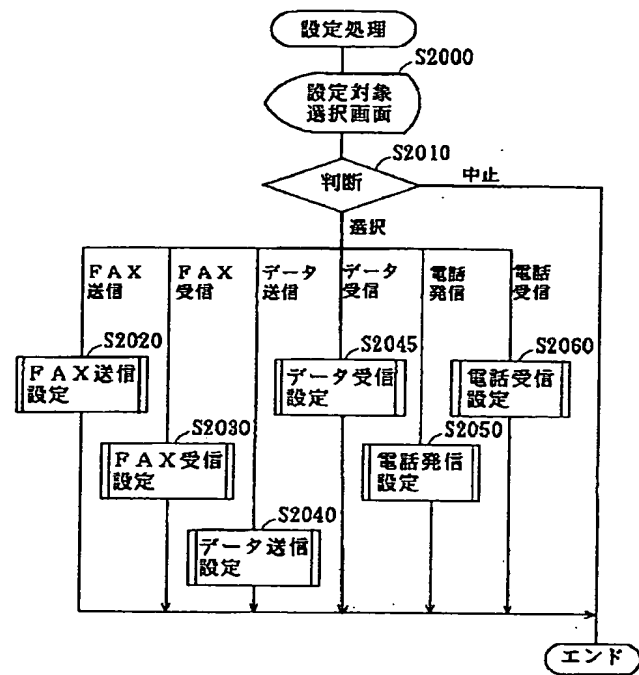 設定処理
S2000
設定対象
選択画面
S2010
判断
中止
選択
ＦＡＸ
送信
ＦＡＸ
受信
データ
送信
データ
受信
電話
発信
電話
受信
S2020
ＦＡＸ送信
設定
S2045
データ受信
設定
S2060
電話受信
設定
S2030
ＦＡＸ受信
設定
S2050
電話発信
設定
S2040
データ送信
設定
エンド